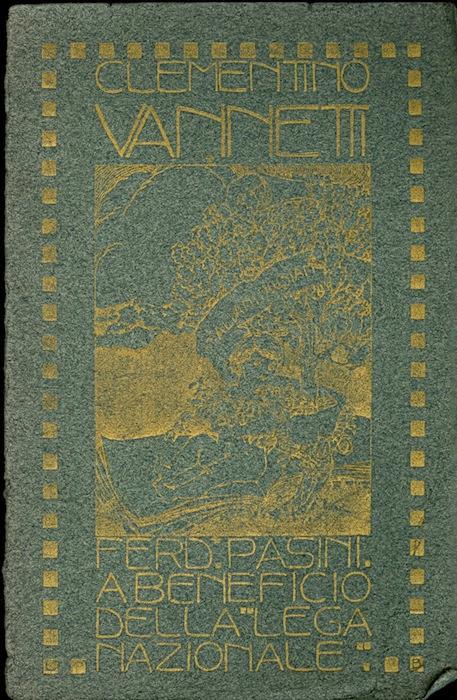 CLEMENTINO
VANNETTI
FERD. PASINI.
A BENEFICIO
DELLA "LEGA
NAZIONALE"